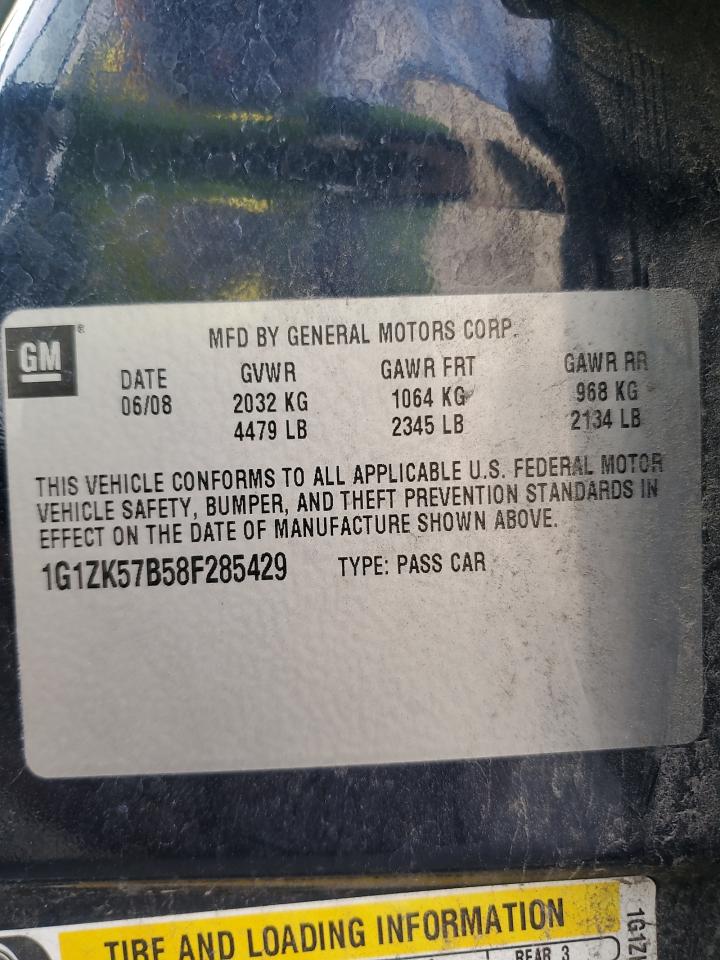 GM®
MFD BY GENERAL MOTORS CORP.
DATE GVWR GAWR FRT GAWR RR
06/08 2032 KG 1064 KG 968 KG
4479 LB 2345 LB 2134 LB
THIS VEHICLE CONFORMS TO ALL APPLICABLE U.S. FEDERAL MOTOR
VEHICLE SAFETY, BUMPER, AND THEFT PREVENTION STANDARDS IN
EFFECT ON THE DATE OF MANUFACTURE SHOWN ABOVE.
1G1ZK57B58F285429 TYPE: PASS CAR
TIRE AND LOADING INFORMATION
REAR 3
1G1Z